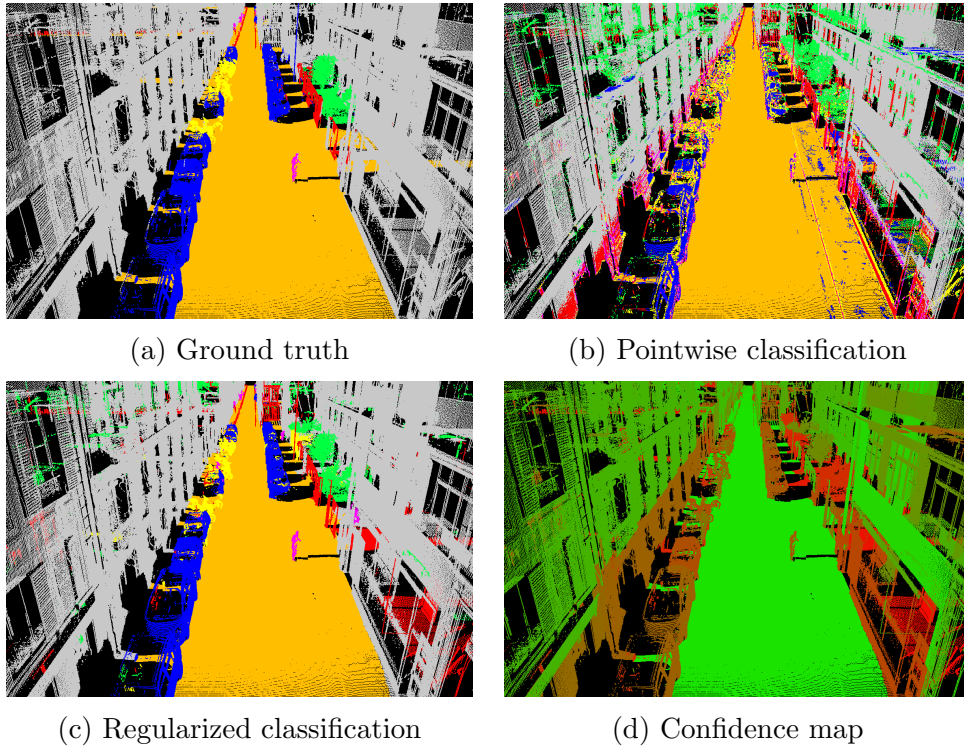 (a) Ground truth
(b) Pointwise classification
(c) Regularized classification
(d) Confidence map